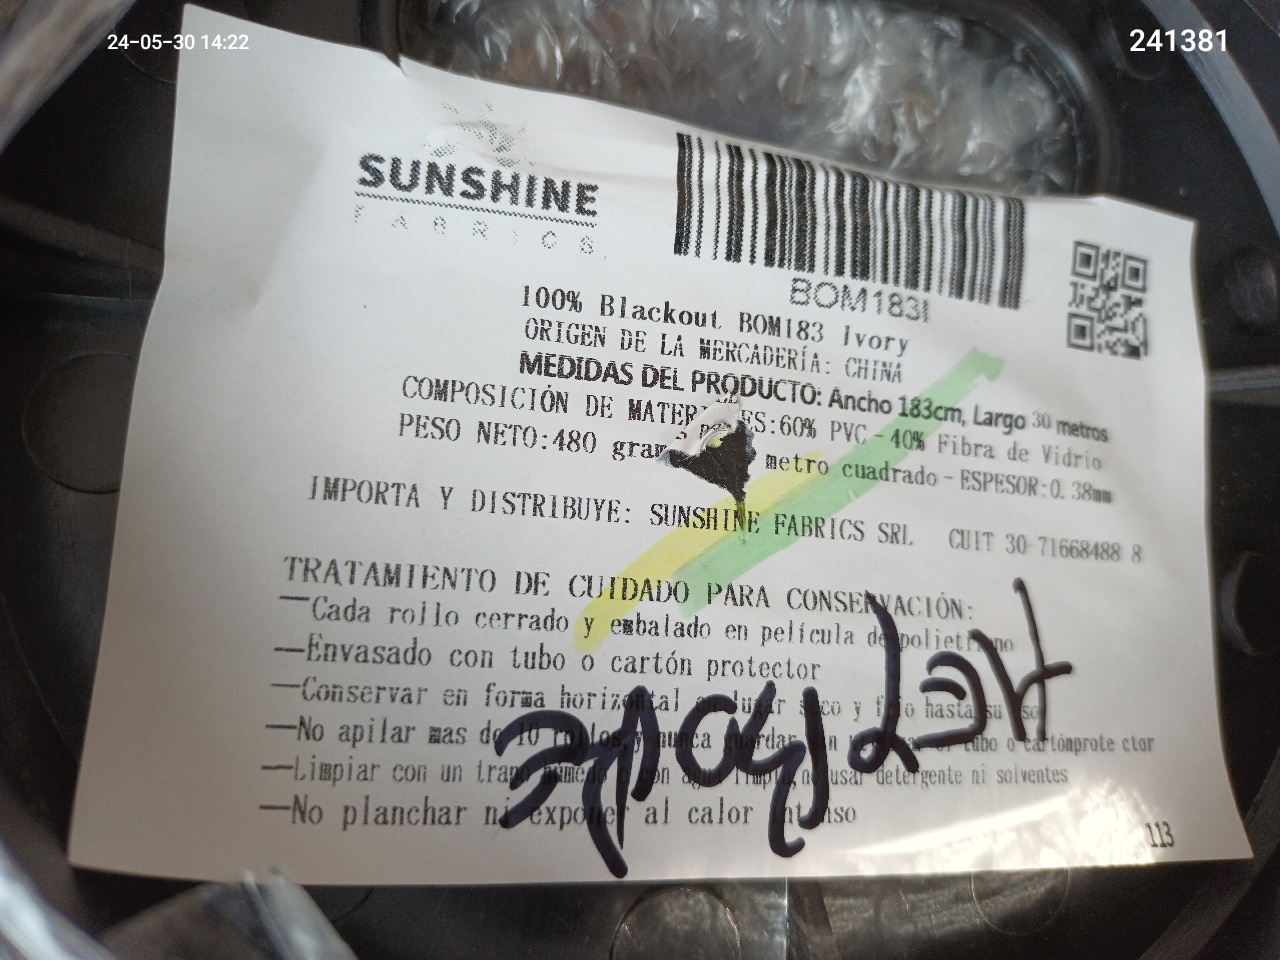 24-05-30 14:22
241381
SUNSHINE
FABRICS
BOM183I
100% Blackout BOM183 Ivory
ORIGEN DE LA MERCADERÍA: CHINA
MEDIDAS DEL PRODUCTO: Ancho 183cm, Largo 30 metros
COMPOSICIÓN DE MATER ES:60% PVC-40% Fibra de Vidrio
PESO NETO:480 gram metro cuadrado-ESPESOR:0.38mm
IMPORTA Y DISTRIBUYE: SUNSHINE FABRICS SRL CUIT 30-71668488 8
TRATAMIENTO DE CUIDADO PARA CONSERVACIÓN:
—Cada rollo cerrado y embalado en película de polietileno
—Envasado con tubo o cartón protector
—Conservar en forma horizontal en lugar seco y frio hasta su uso
—No apilar mas de 10 rollos,y nunca guardar sin tubo o cartónprote ctor
—Limpiar con un trapo húmedo o con agua limpia,no usar detergente ni solventes
—No planchar ni exponer al calor intenso
113